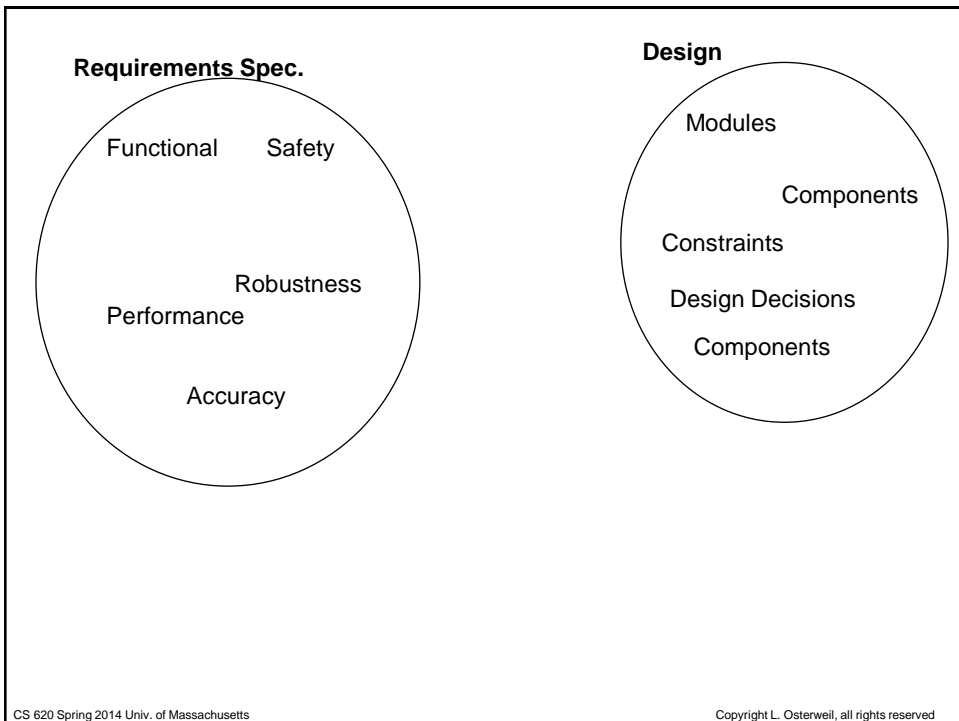 Requirements Spec.
Functional Safety
Robustness
Performance
Accuracy
Design
Modules
Components
Constraints
Design Decisions
Components
CS 620 Spring 2014 Univ. of Massachusetts
Copyright L. Osterweil, all rights reserved